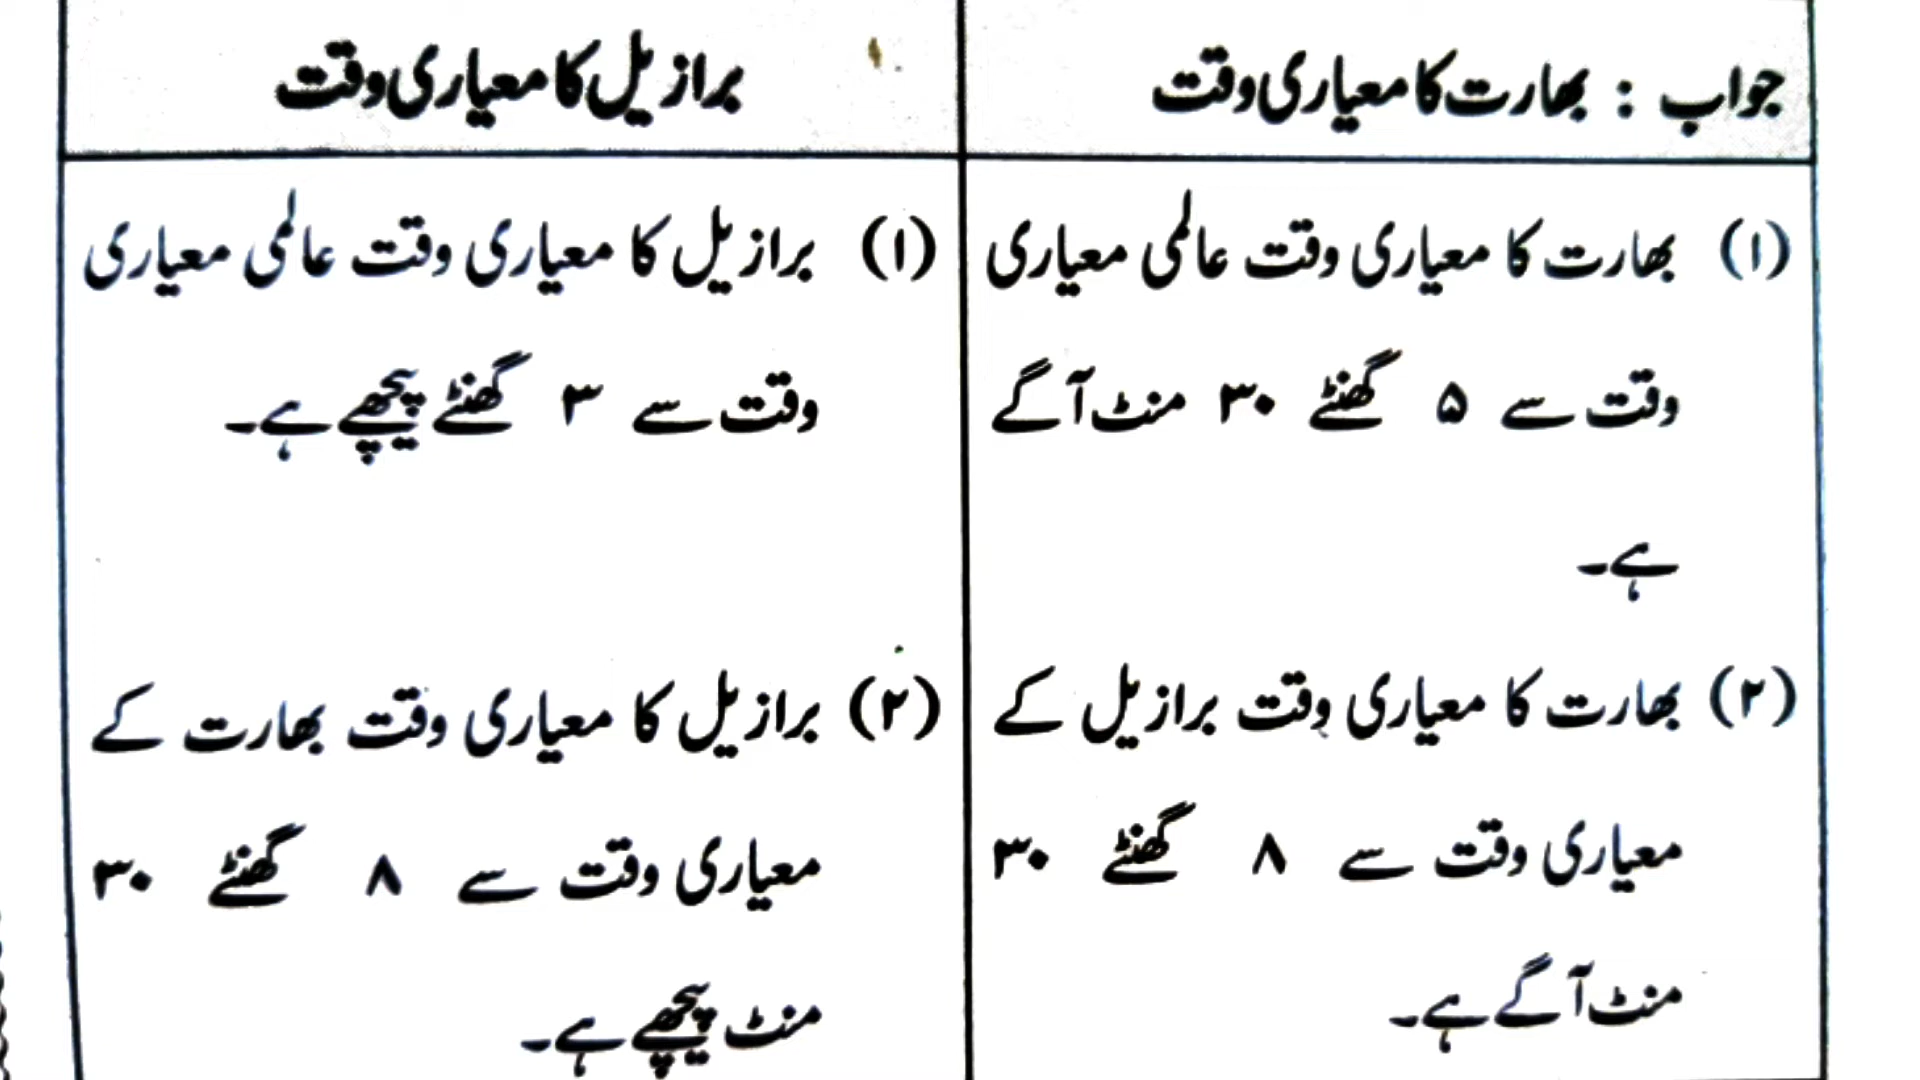 جواب : بھارت کا معیاری وقت
(۱) بھارت کا معیاری وقت عالمی معیاری
وقت سے ۵ گھنٹے ۳۰ منٹ آگے
ہے۔
(۲) بھارت کا معیاری وقت برازیل کے
معیاری وقت سے ۸ گھنٹے ۳۰
منٹ آگے ہے۔
برازیل کا معیاری وقت
(۱) برازیل کا معیاری وقت عالمی معیاری
وقت سے ۳ گھنٹے پیچھے ہے۔
(۲) برازیل کا معیاری وقت بھارت کے
معیاری وقت سے ۸ گھنٹے ۳۰
منٹ پیچھے ہے۔